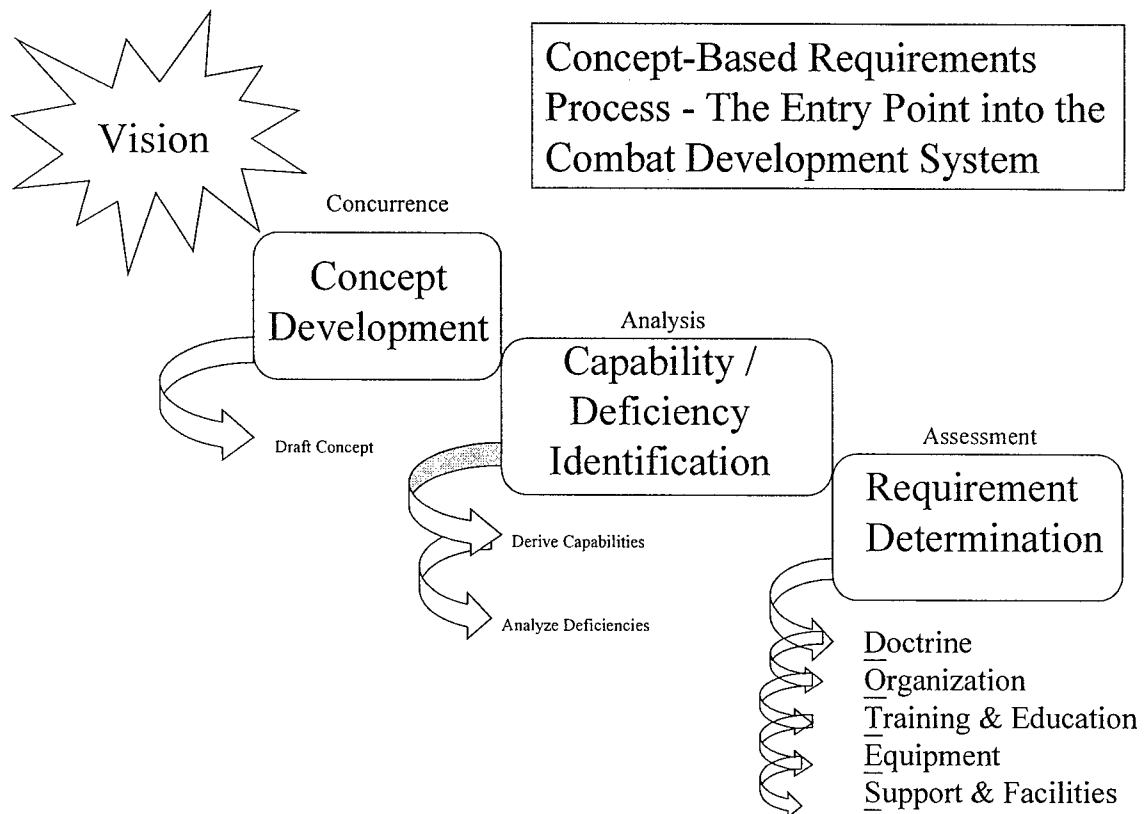 Vision
Concept-Based Requirements
Process - The Entry Point into the
Combat Development System
Concurrence
Concept
Development
Draft Concept
Analysis
Capability /
Deficiency
Identification
Derive Capabilities
Analyze Deficiencies
Assessment
Requirement
Determination
Doctrine
Organization
Training & Education
Equipment
Support & Facilities